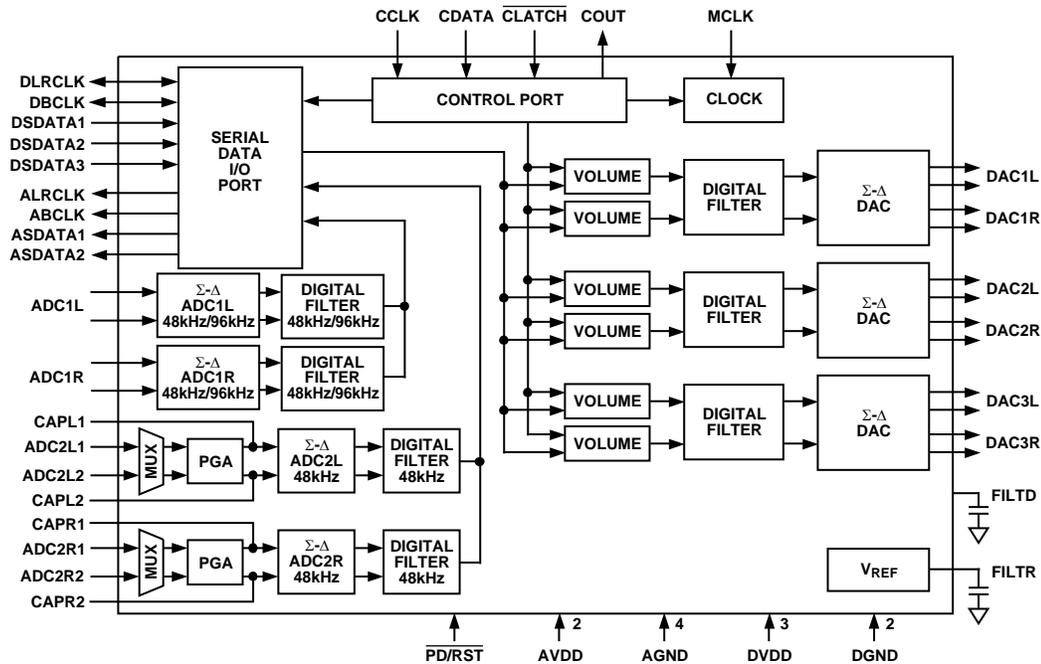 CCLK CDATA CLATCH COUT MCLK
DLRCLK
DBCLK
DSDATA1
DSDATA2
DSDATA3
ALRCLK
ABCLK
ASDATA1
ASDATA2
SERIAL
DATA
I/O
PORT
CONTROL PORT
CLOCK
VOLUME
VOLUME
DIGITAL
FILTER
Σ-Δ
DAC
DAC1L
DAC1R
VOLUME
VOLUME
DIGITAL
FILTER
Σ-Δ
DAC
DAC2L
DAC2R
VOLUME
VOLUME
DIGITAL
FILTER
Σ-Δ
DAC
DAC3L
DAC3R
ADC1L
Σ-Δ
ADC1L
48kHz/96kHz
DIGITAL
FILTER
48kHz/96kHz
ADC1R
Σ-Δ
ADC1R
48kHz/96kHz
DIGITAL
FILTER
48kHz/96kHz
CAPL1
ADC2L1
ADC2L2
CAPL2
MUX
PGA
Σ-Δ
ADC2L
48kHz
DIGITAL
FILTER
48kHz
CAPR1
ADC2R1
ADC2R2
CAPR2
MUX
PGA
Σ-Δ
ADC2R
48kHz
DIGITAL
FILTER
48kHz
FILTD
VREF
FILTR
2 4 3 2
PD/RST AVDD AGND DVDD DGND